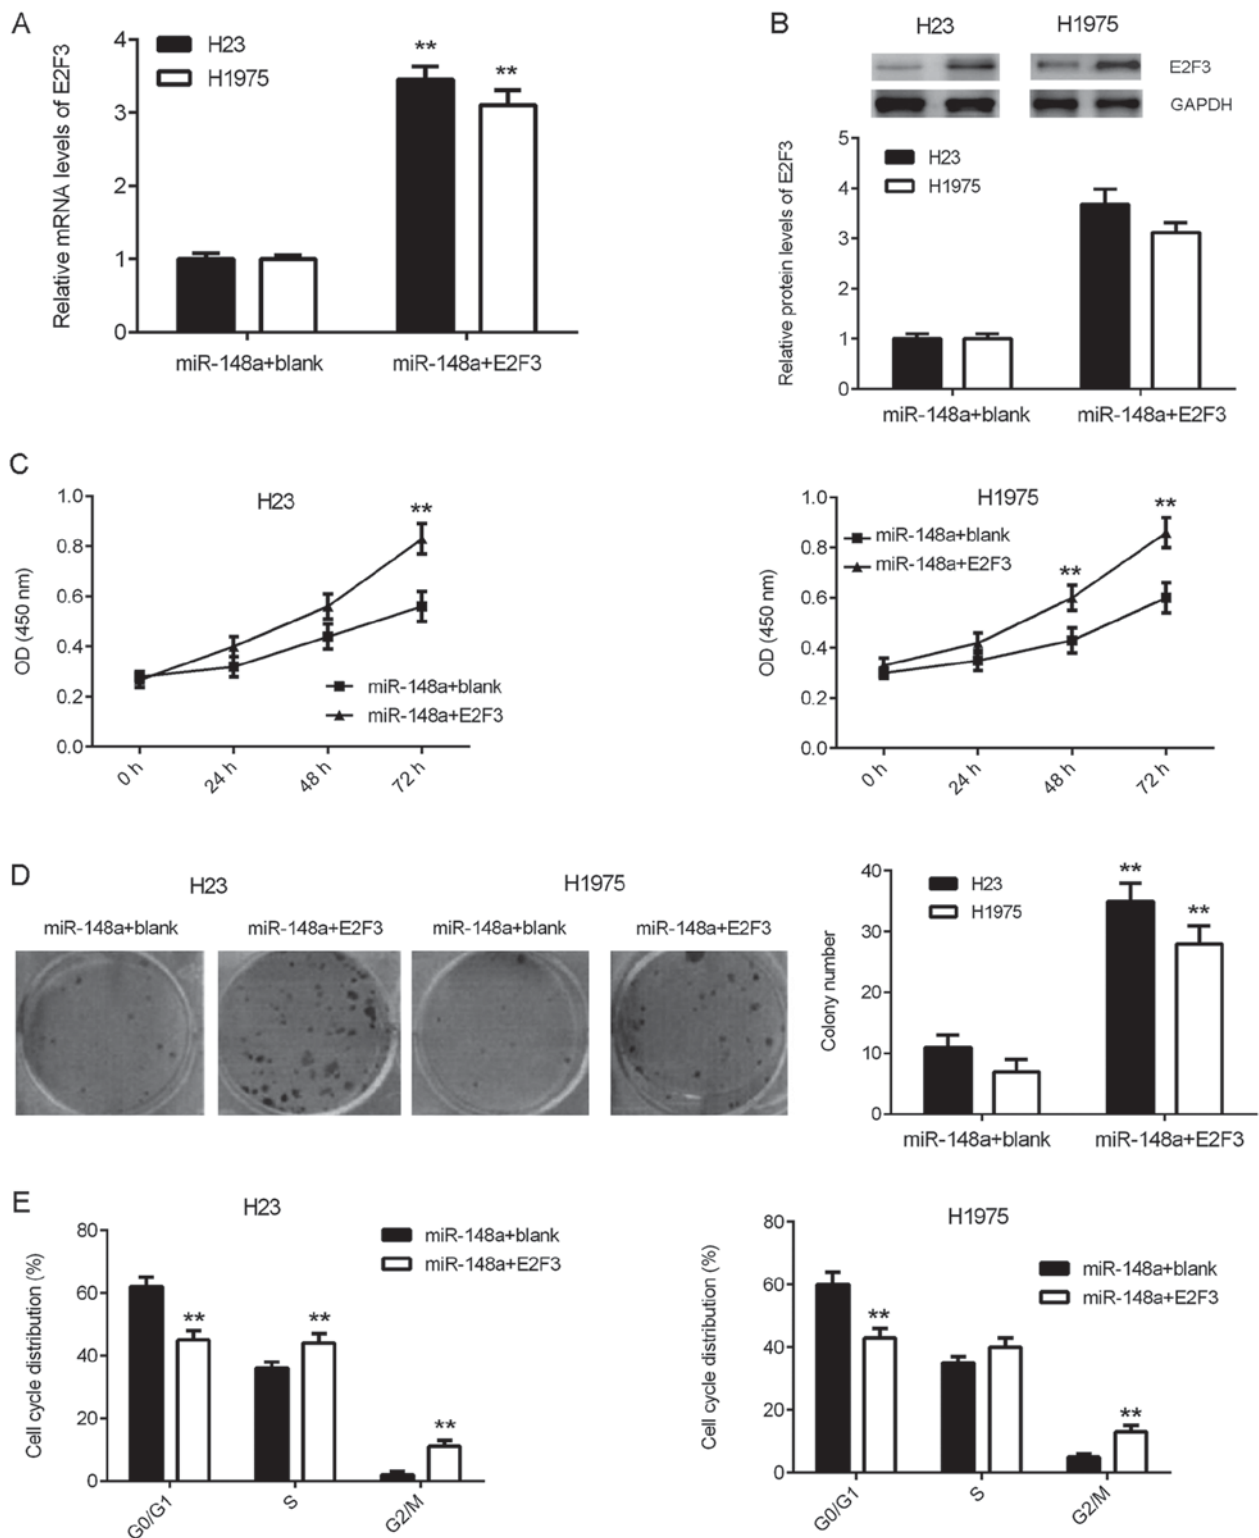 A
Relative mRNA levels of E2F3
4
3
2
1
0
H23
H1975
**
**
miR-148a+blank
miR-148a+E2F3
B
H23
H1975
E2F3
GAPDH
Relative protein levels of E2F3
5
4
3
2
1
0
H23
H1975
miR-148a+blank
miR-148a+E2F3
C
H23
OD (450 nm)
1.0
0.8
0.6
0.4
0.2
0.0
**
miR-148a+blank
miR-148a+E2F3
0 h
24 h
48 h
72 h
H1975
OD (450 nm)
1.0
0.8
0.6
0.4
0.2
0.0
miR-148a+blank
miR-148a+E2F3
**
**
0 h
24 h
48 h
72 h
D
H23
H1975
miR-148a+blank
miR-148a+E2F3
miR-148a+blank
miR-148a+E2F3
Colony number
40
30
20
10
0
H23
H1975
**
**
miR-148a+blank
miR-148a+E2F3
E
H23
Cell cycle distribution (%)
80
60
40
20
0
miR-148a+blank
miR-148a+E2F3
**
**
**
G0/G1
S
G2/M
H1975
Cell cycle distribution (%)
80
60
40
20
0
miR-148a+blank
miR-148a+E2F3
**
**
G0/G1
S
G2/M